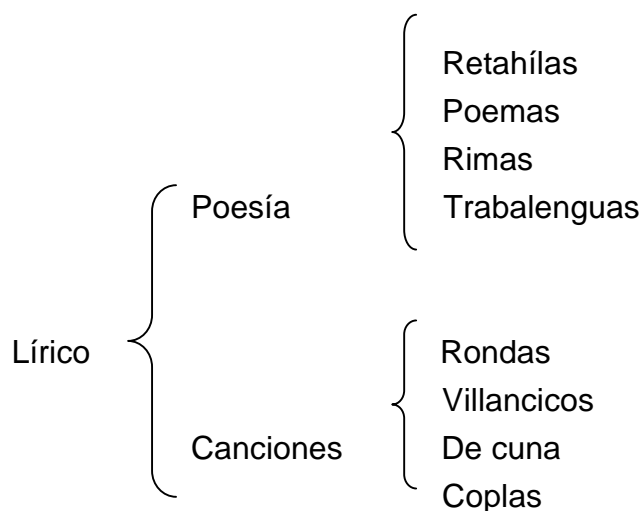 Retahílas
Poemas
Rimas
Poesía
Trabalenguas
Lírico
Rondas
Villancicos
Canciones
De cuna
Coplas